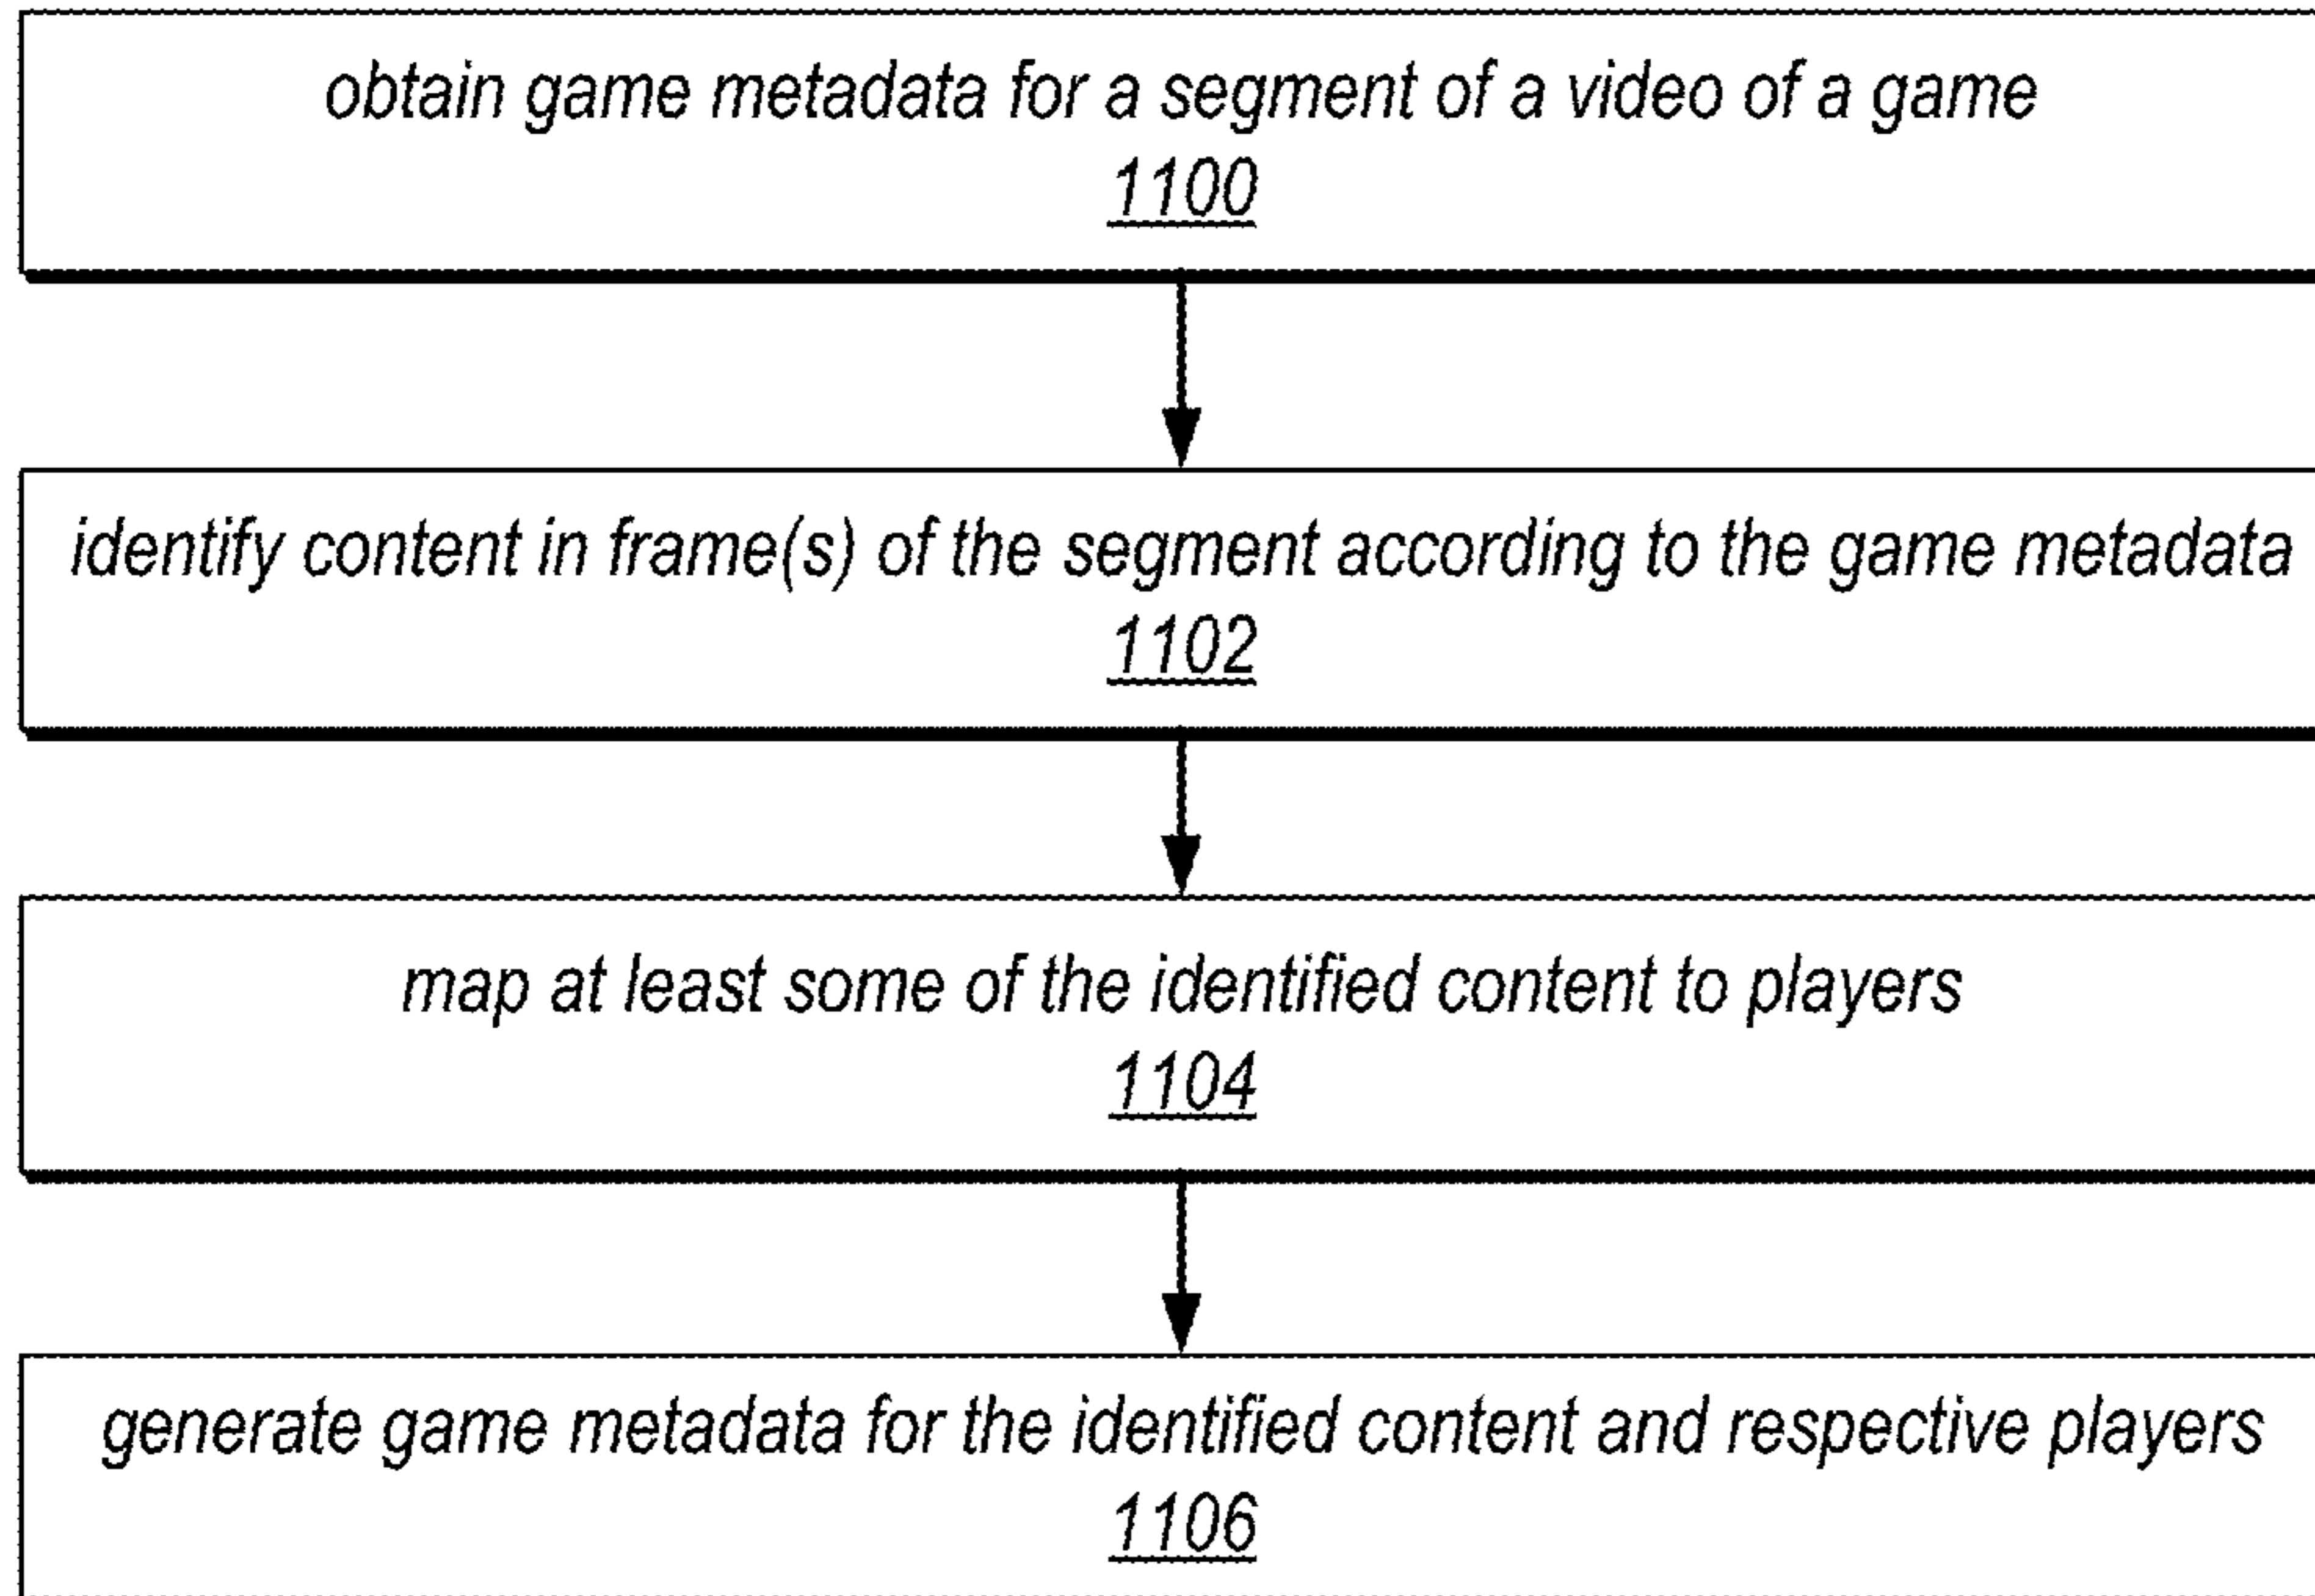 obtain game metadata for a segment of a video of a game
1100
identify content in frame(s) of the segment according to the game metadata
1102
map at least some of the identified content to players
1104
generate game metadata for the identified content and respective players
1106